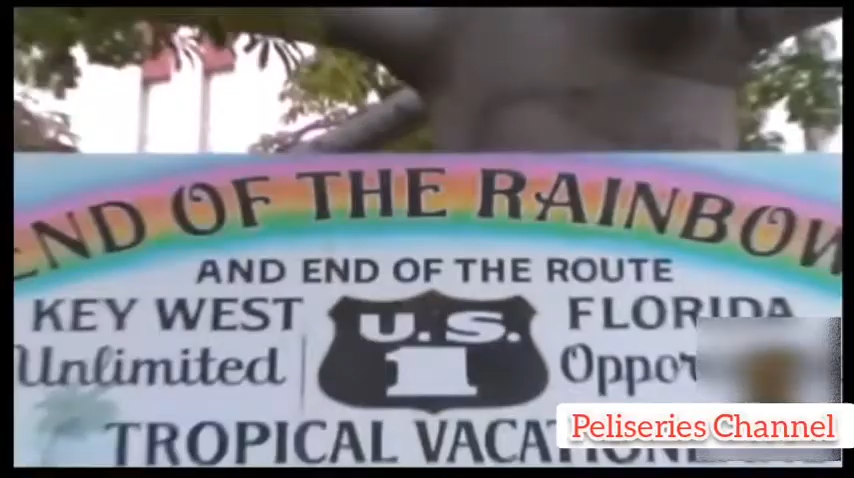 END OF THE RAINBOW
AND END OF THE ROUTE
KEY WEST U.S. FLORIDA
Unlimited 1
TROPICAL
Peliseries Channel